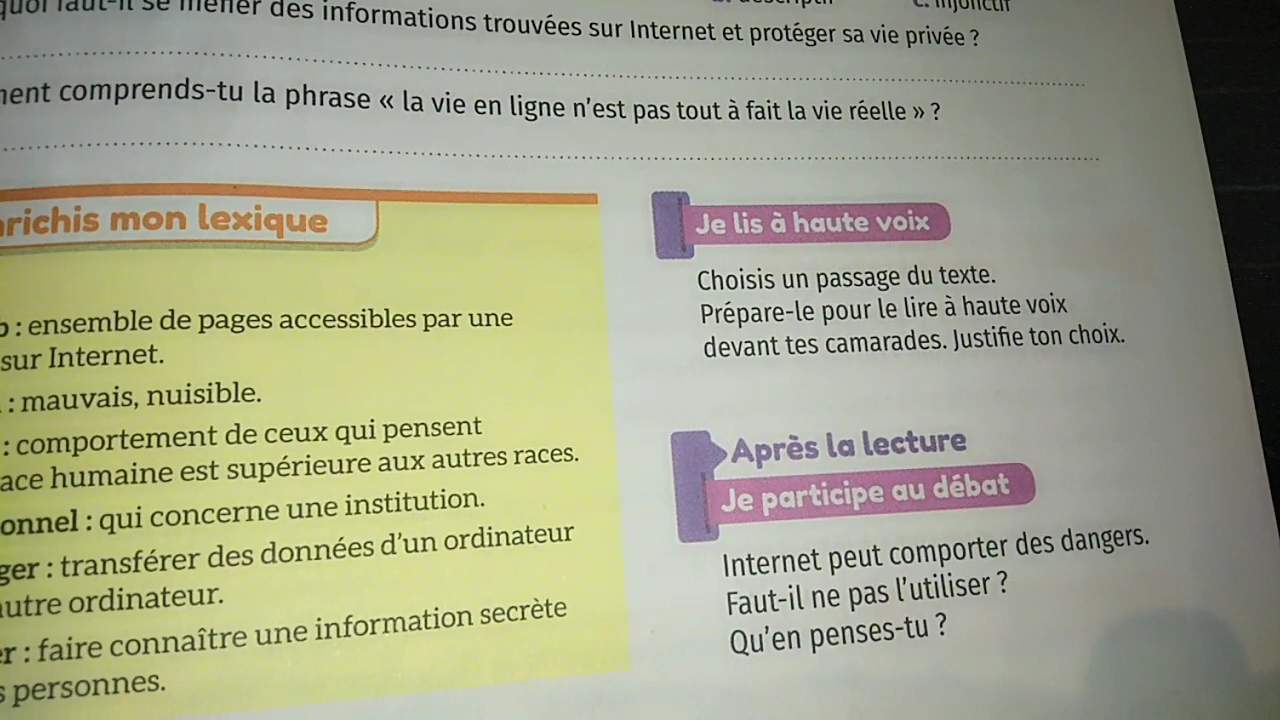 faut-il se méfier des informations trouvées sur Internet et protéger sa vie privée ?
comprends-tu la phrase « la vie en ligne n'est pas tout à fait la vie réelle » ?
mon lexique
: ensemble de pages accessibles par une
sur Internet.
: mauvais, nuisible.
: comportement de ceux qui pensent
humaine est supérieure aux autres races.
: qui concerne une institution.
: transférer des données d'un ordinateur
ordinateur.
: faire connaître une information secrète
personnes.
Je lis à haute voix
Choisis un passage du texte.
Prépare-le pour le lire à haute voix
devant tes camarades. Justifie ton choix.
Après la lecture
Je participe au débat
Internet peut comporter des dangers.
Faut-il ne pas l'utiliser ?
Qu'en penses-tu ?